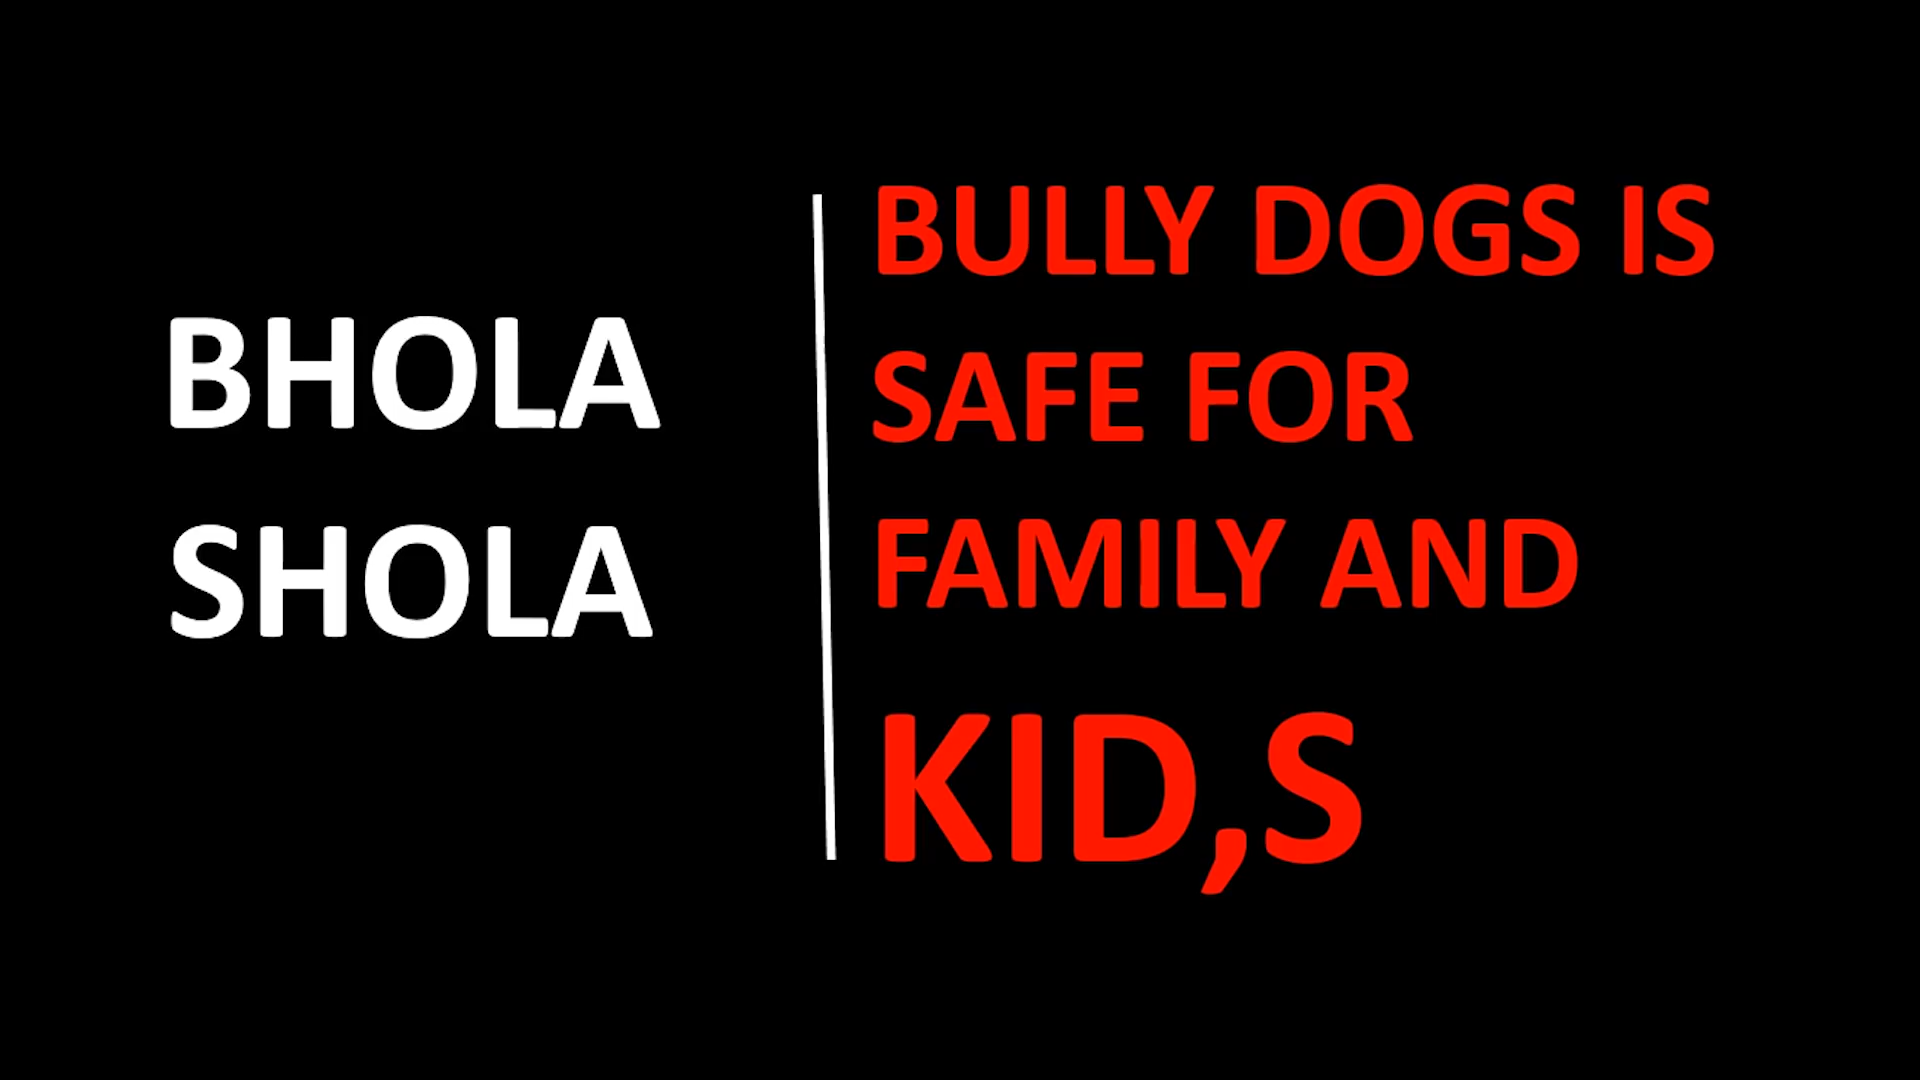 BHOLA
SHOLA
BULLY DOGS IS
SAFE FOR
FAMILY AND
KID,S